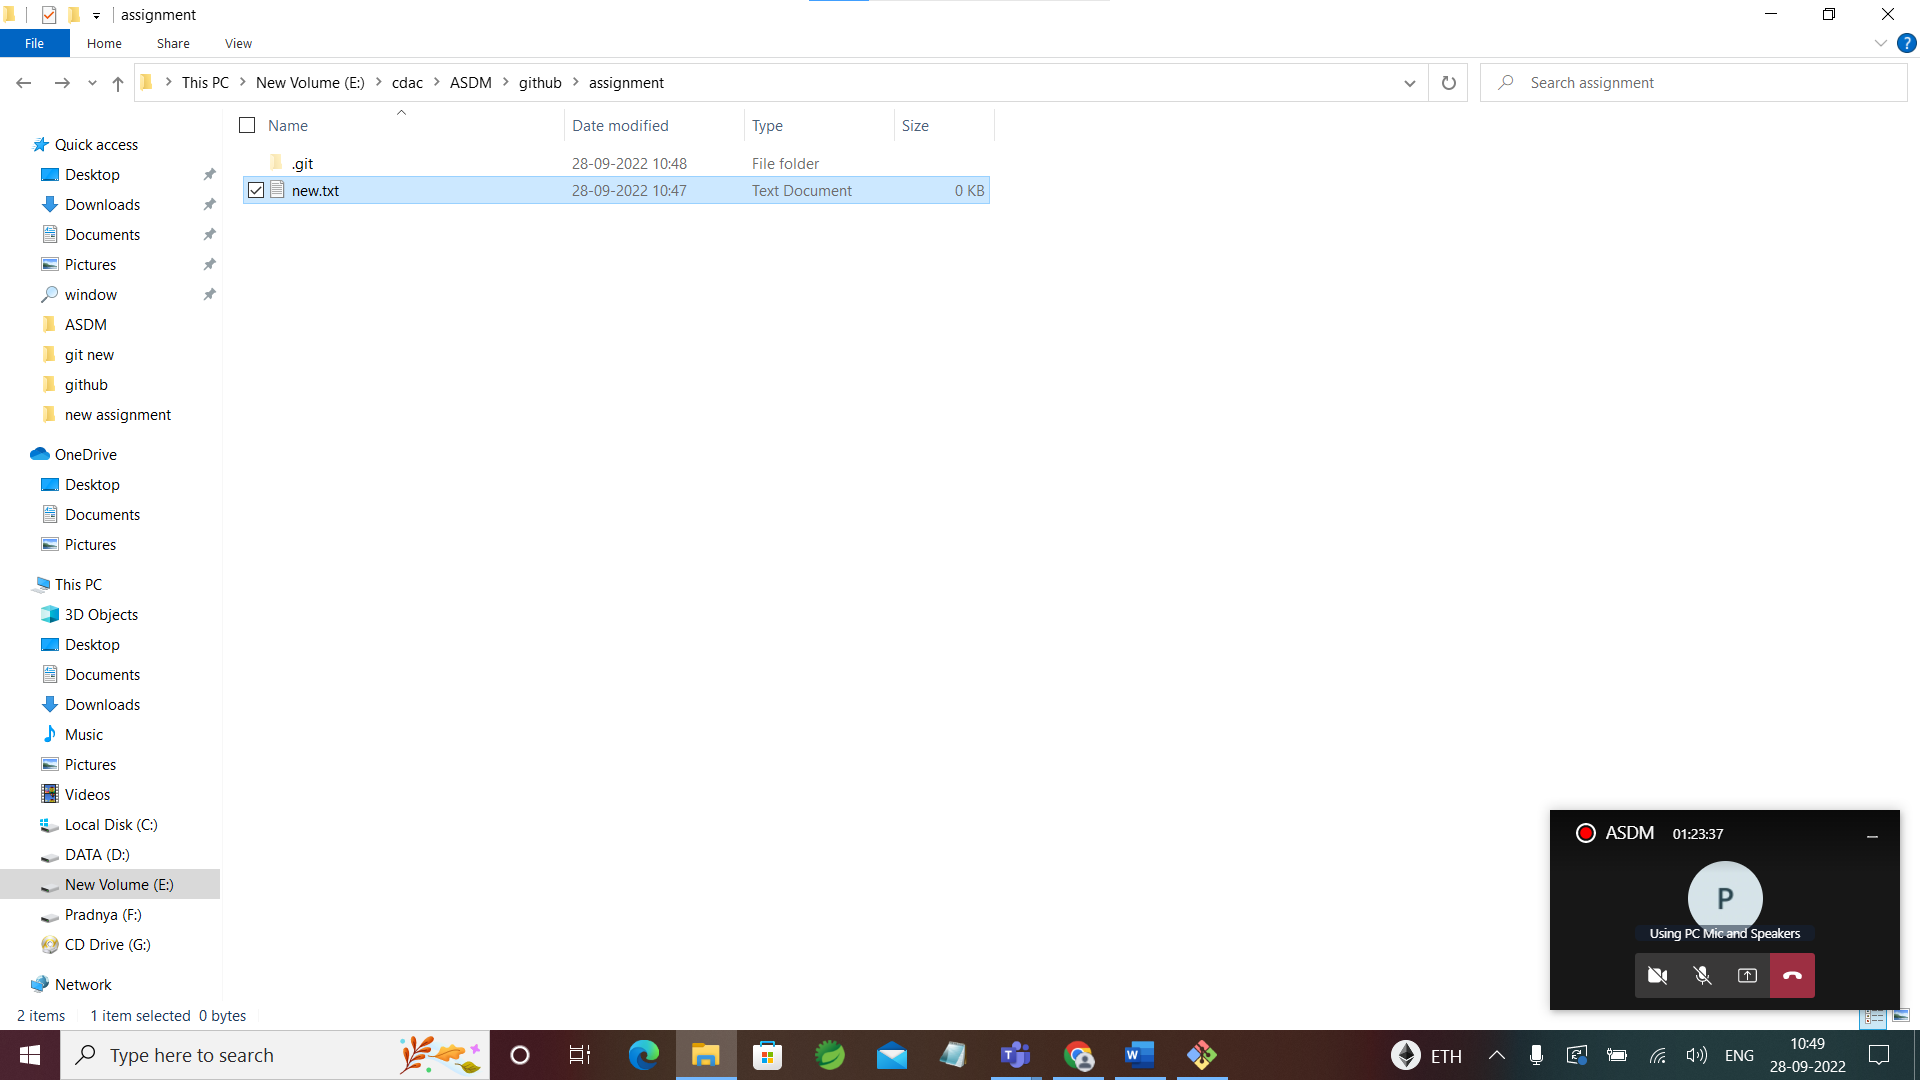 assignment
File Home Share View
This PC New Volume (E:) cdac ASDM github assignment
Search assignment
Name Date modified Type Size
.git 28-09-2022 10:48 File folder
new.txt 28-09-2022 10:47 Text Document 0 KB
Quick access
Desktop
Downloads
Documents
Pictures
window
ASDM
git new
github
new assignment
OneDrive
Desktop
Documents
Pictures
This PC
3D Objects
Desktop
Documents
Downloads
Music
Pictures
Videos
Local Disk (C:)
DATA (D:)
New Volume (E:)
Pradnya (F:)
CD Drive (G:)
Network
ASDM 01:23:37
P
Using PC Mic and Speakers
2 items 1 item selected 0 bytes
Type here to search
ETH
ENG
10:49
28-09-2022